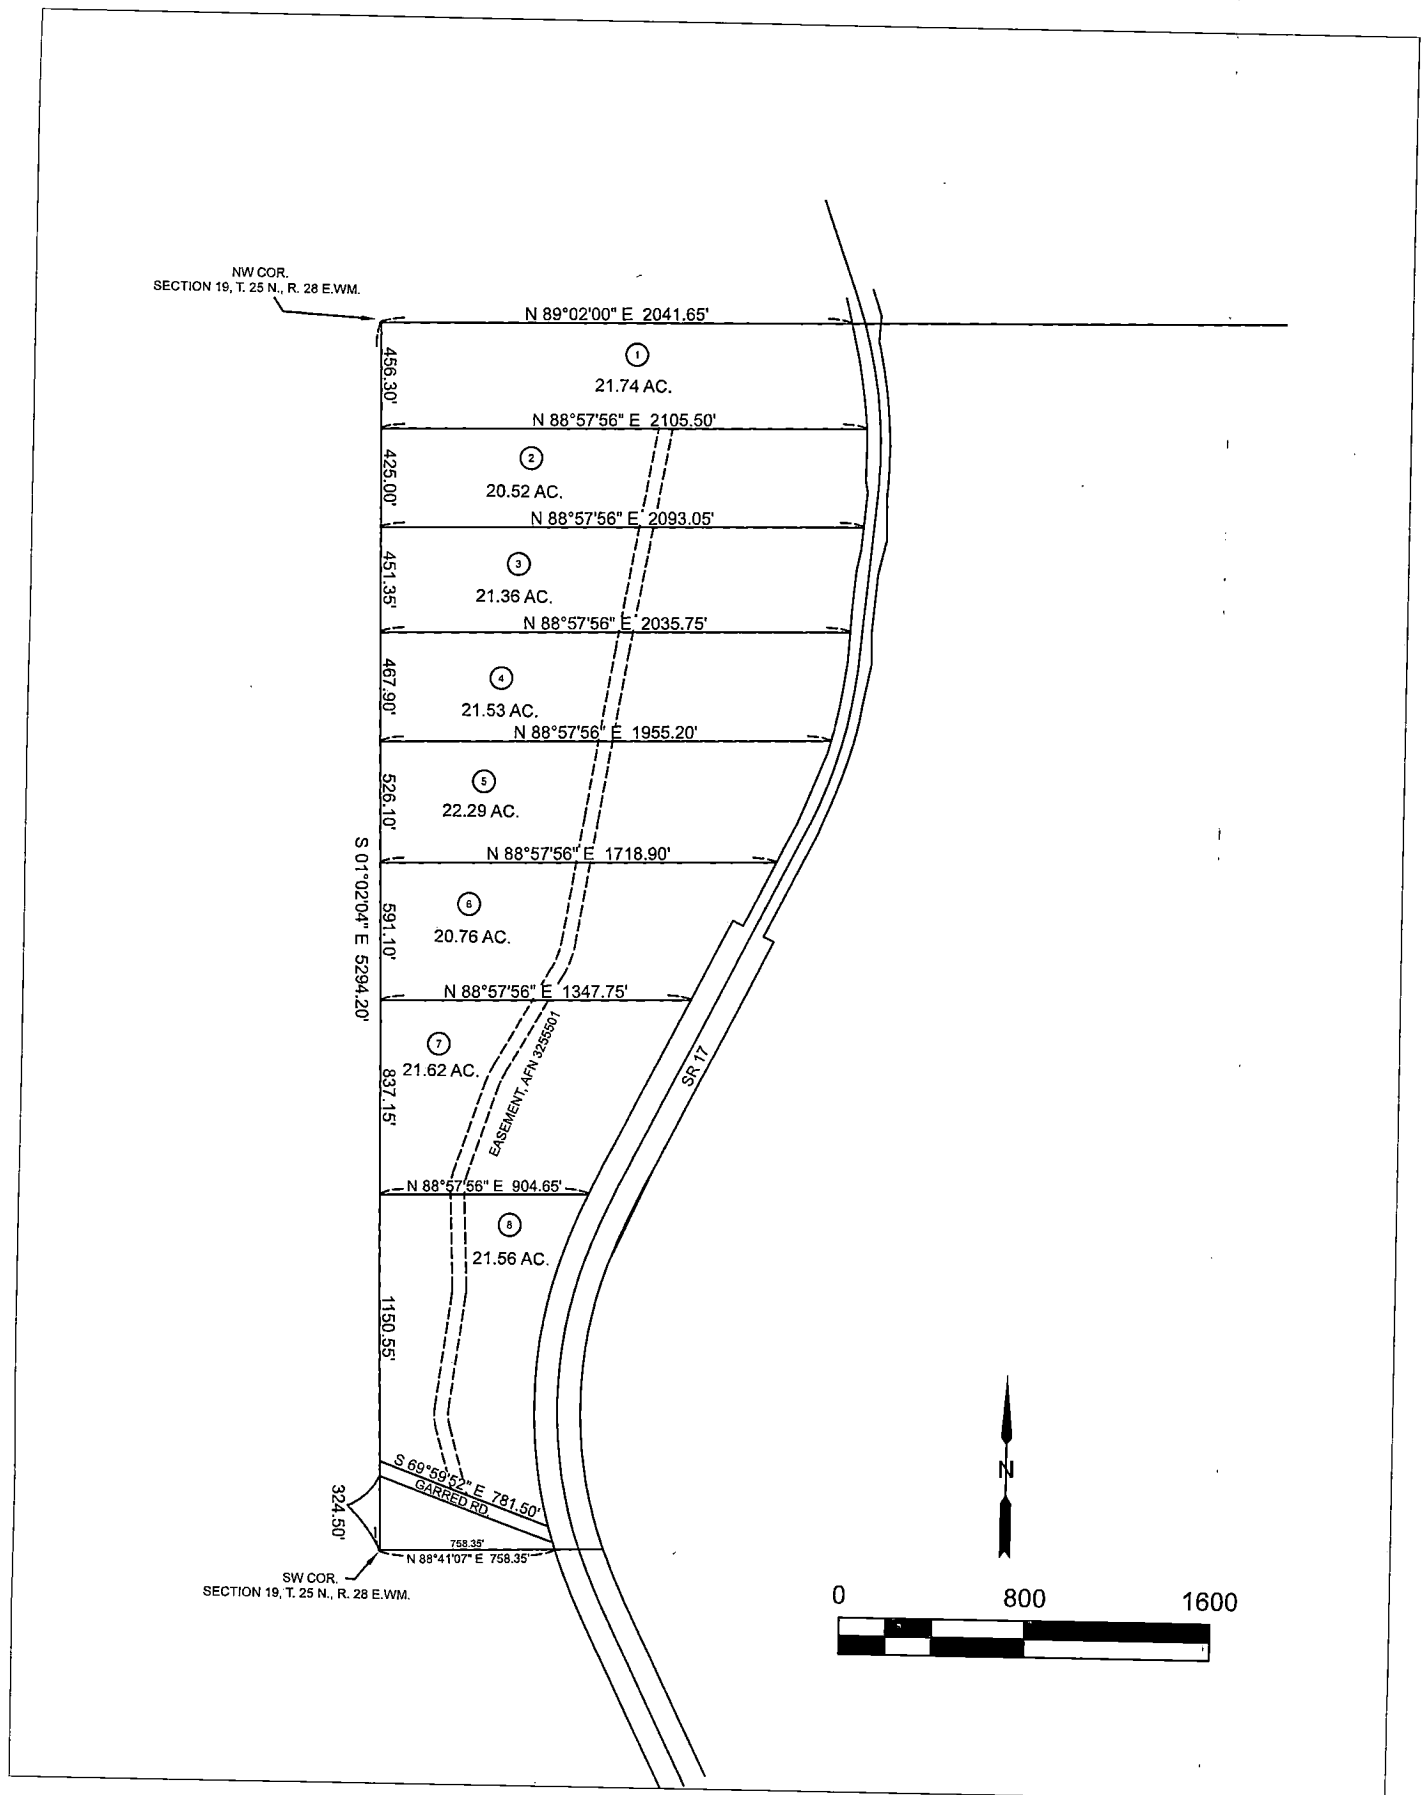 NW COR.
SECTION 19, T. 25 N., R. 28 E.WM.
N 89°02'00" E 2041.65'
456.30'
1
21.74 AC.
N 88°57'56" E 2105.50'
425.00'
2
20.52 AC.
N 88°57'56" E 2093.05'
451.35'
3
21.36 AC.
N 88°57'56" E 2035.75'
467.90'
4
21.53 AC.
N 88°57'56" E 1955.20'
526.10'
5
22.29 AC.
S 01°02'04" E 5294.20'
N 88°57'56" E 1718.90'
591.10'
6
20.76 AC.
N 88°57'56" E 1347.75'
837.15'
7
21.62 AC.
EASEMENT, AFN 3255501
SR 17
N 88°57'56" E 904.65'
8
21.56 AC.
1150.55'
S 69°59'52" E 781.50'
GARRED RD.
324.50'
758.35'
N 88°41'07" E 758.35'
SW COR.
SECTION 19, T. 25 N., R. 28 E.WM.
N
0 800 1600